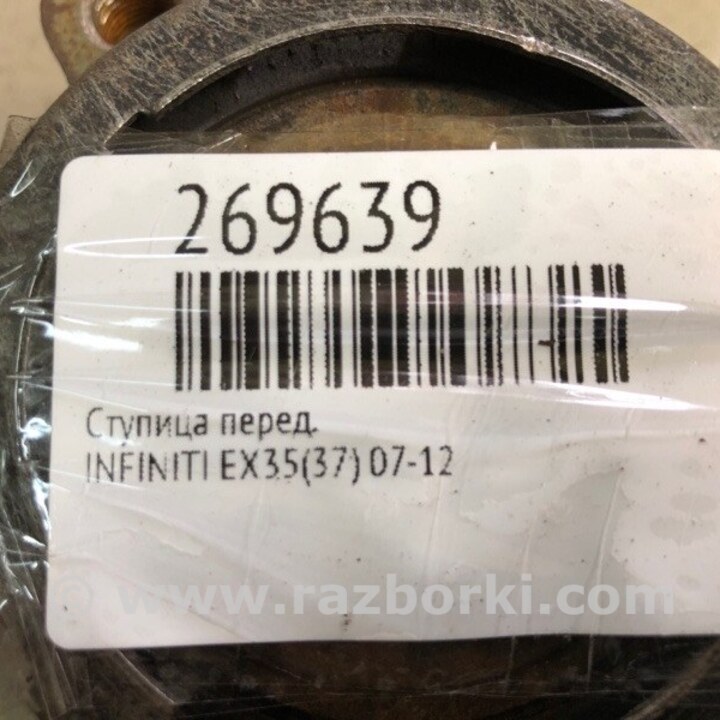 269639
Ступица перед.
INFINITI EX35(37) 07-12
© www.razborki.com